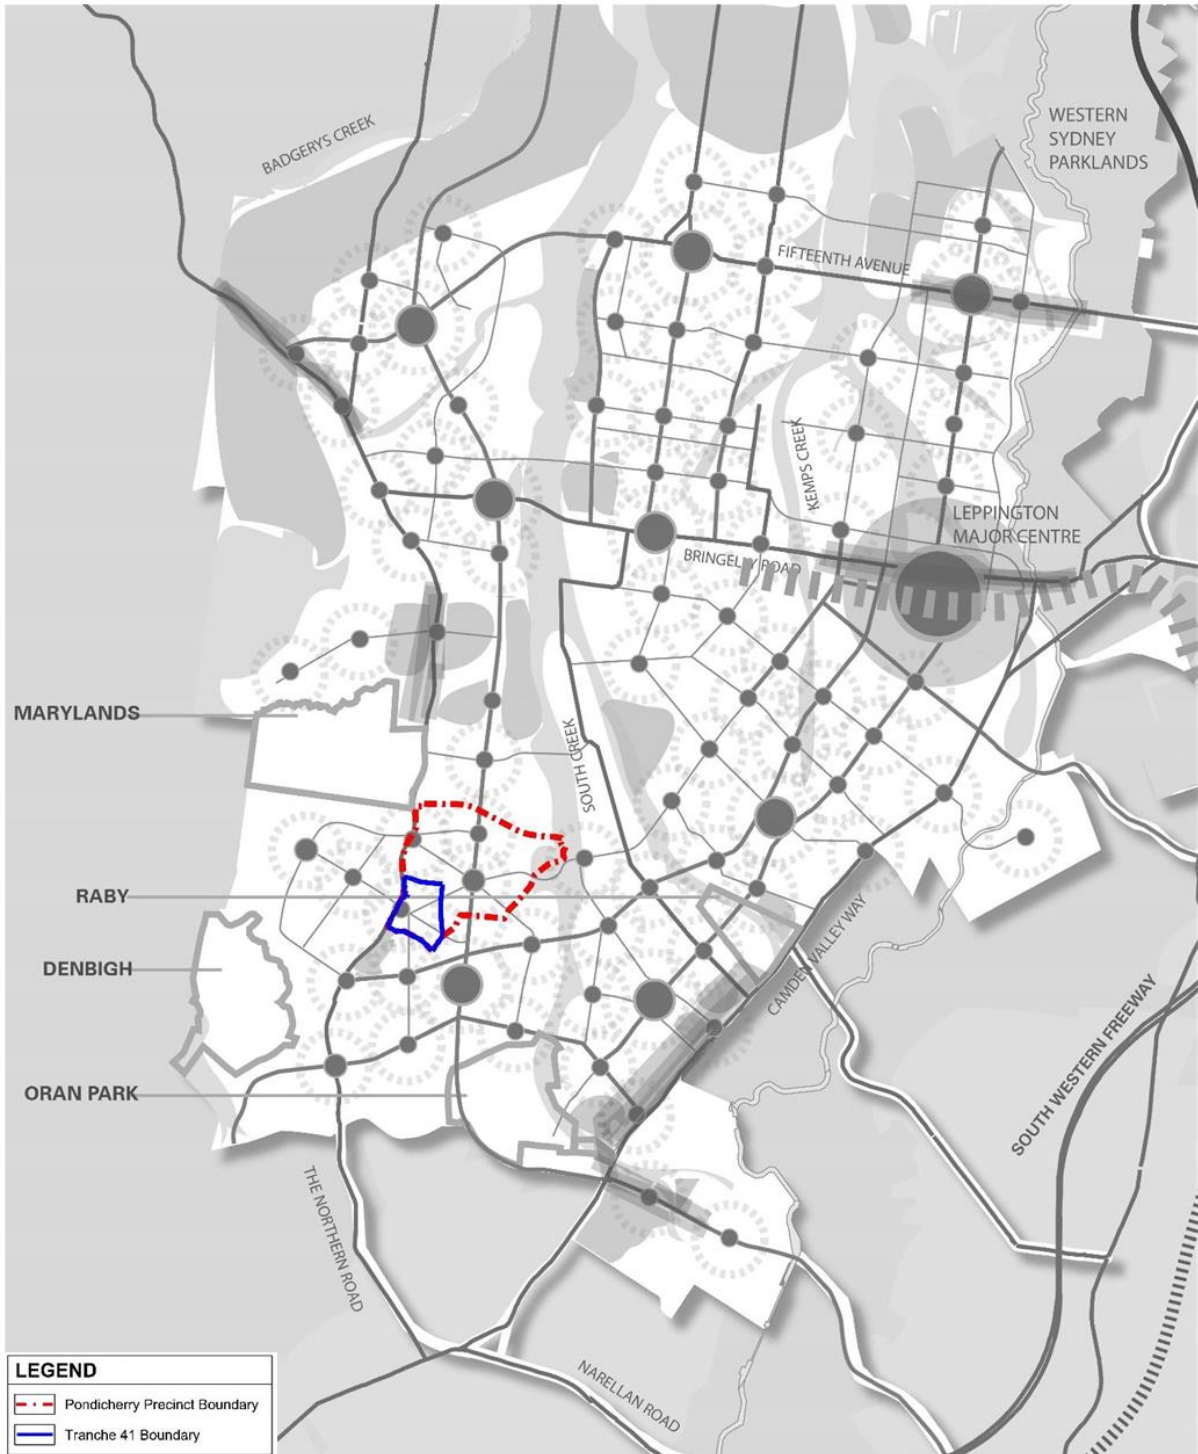 BADGERYS CREEK
WESTERN
SYDNEY
PARKLANDS
FIFTEENTH AVENUE
KEMPS CREEK
LEPPINGTON
MAJOR CENTRE
BRINGELLY ROAD
MARYLANDS
SOUTH CREEK
RABY
CAMDEN VALLEY WAY
DENBIGH
SOUTH WESTERN FREEWAY
ORAN PARK
THE NORTHERN ROAD
NARELLAN ROAD
LEGEND
Pondicherry Precinct Boundary
Tranche 41 Boundary